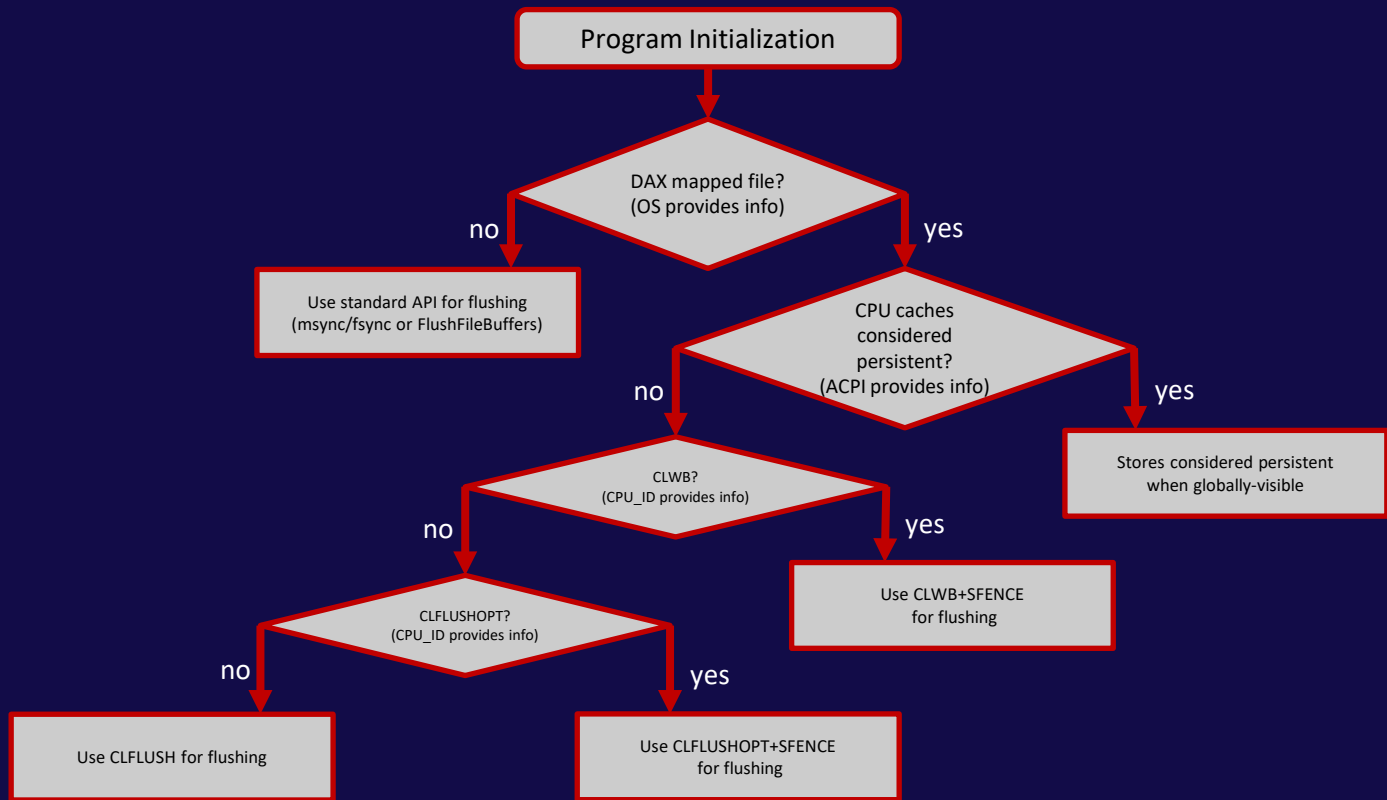 Program Initialization
DAX mapped file?
(OS provides info)
no
yes
Use standard API for flushing
(msync/fsync or FlushFileBuffers)
CPU caches
considered
persistent?
(ACPI provides info)
no
yes
CLWB?
(CPU_ID provides info)
Stores considered persistent
when globally-visible
no
yes
CLFLUSHOPT?
(CPU_ID provides info)
Use CLWB+SFENCE
for flushing
no
yes
Use CLFLUSH for flushing
Use CLFLUSHOPT+SFENCE
for flushing